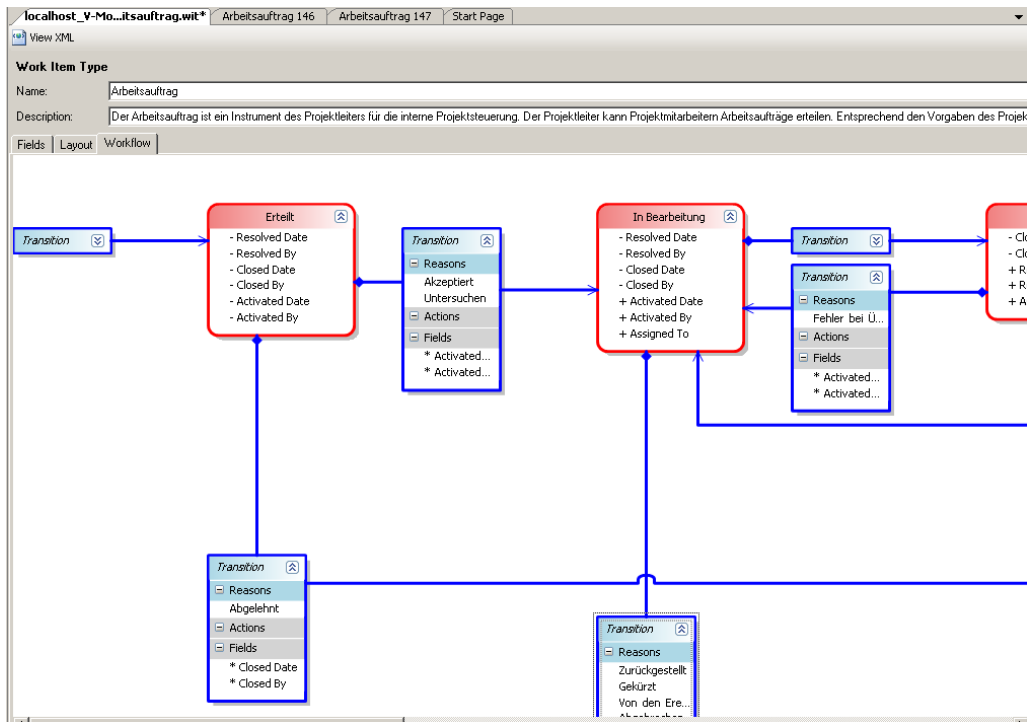 localhost_V-Mo...itsauftrag.wit* Arbeitsauftrag 146 Arbeitsauftrag 147 Start Page
View XML
Work Item Type
Name: Arbeitsauftrag
Description: Der Arbeitsauftrag ist ein Instrument des Projektleiters für die interne Projektsteuerung. Der Projektleiter kann Projektmitarbeitern Arbeitsaufträge erteilen. Entsprechend den Vorgaben des Projek
Fields Layout Workflow
Transition
Erteilt
- Resolved Date
- Resolved By
- Closed Date
- Closed By
- Activated Date
- Activated By
Transition
Reasons
Akzeptiert
Untersuchen
Actions
Fields
* Activated...
* Activated...
In Bearbeitung
- Resolved Date
- Resolved By
- Closed Date
- Closed By
+ Activated Date
+ Activated By
+ Assigned To
Transition
Transition
Reasons
Fehler bei Ü...
Actions
Fields
* Activated...
* Activated...
- Clo
- Clo
+ R
+ R
+ A
Transition
Reasons
Abgelehnt
Actions
Fields
* Closed Date
* Closed By
Transition
Reasons
Zurückgestellt
Gekürzt
Von den Ere...